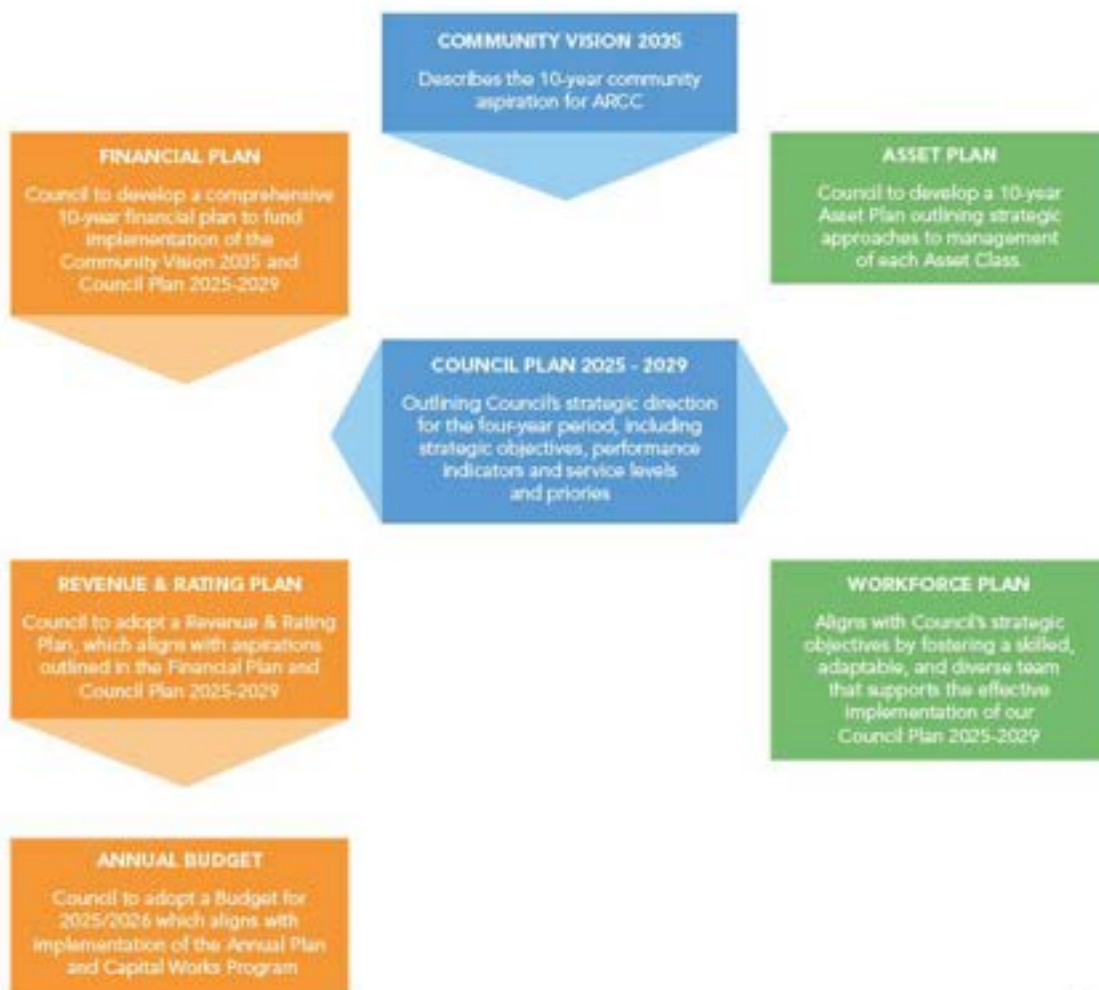 COMMUNITY VISION 2035
Describes the 10-year community
aspiration for ARCC
FINANCIAL PLAN
Council to develop a comprehensive
10-year financial plan to fund
implementation of the
Community Vision 2035 and
Council Plan 2025-2029
ASSET PLAN
Council to develop a 10-year
Asset Plan outlining strategic
approaches to management
of each Asset Class.
COUNCIL PLAN 2025 - 2029
Outlining Council's strategic direction
for the four-year period, including
strategic objectives, performance
indicators and service levels
and priories
REVENUE & RATING PLAN
Council to adopt a Revenue & Rating
Plan, which aligns with aspirations
outlined in the Financial Plan and
Council Plan 2025-2029
WORKFORCE PLAN
Aligns with Council's strategic
objectives by fostering a skilled,
adaptable, and diverse team
that supports the effective
implementation of our
Council Plan 2025-2029
ANNUAL BUDGET
Council to adopt a Budget for
2025/2026 which aligns with
implementation of the Annual Plan
and Capital Works Program